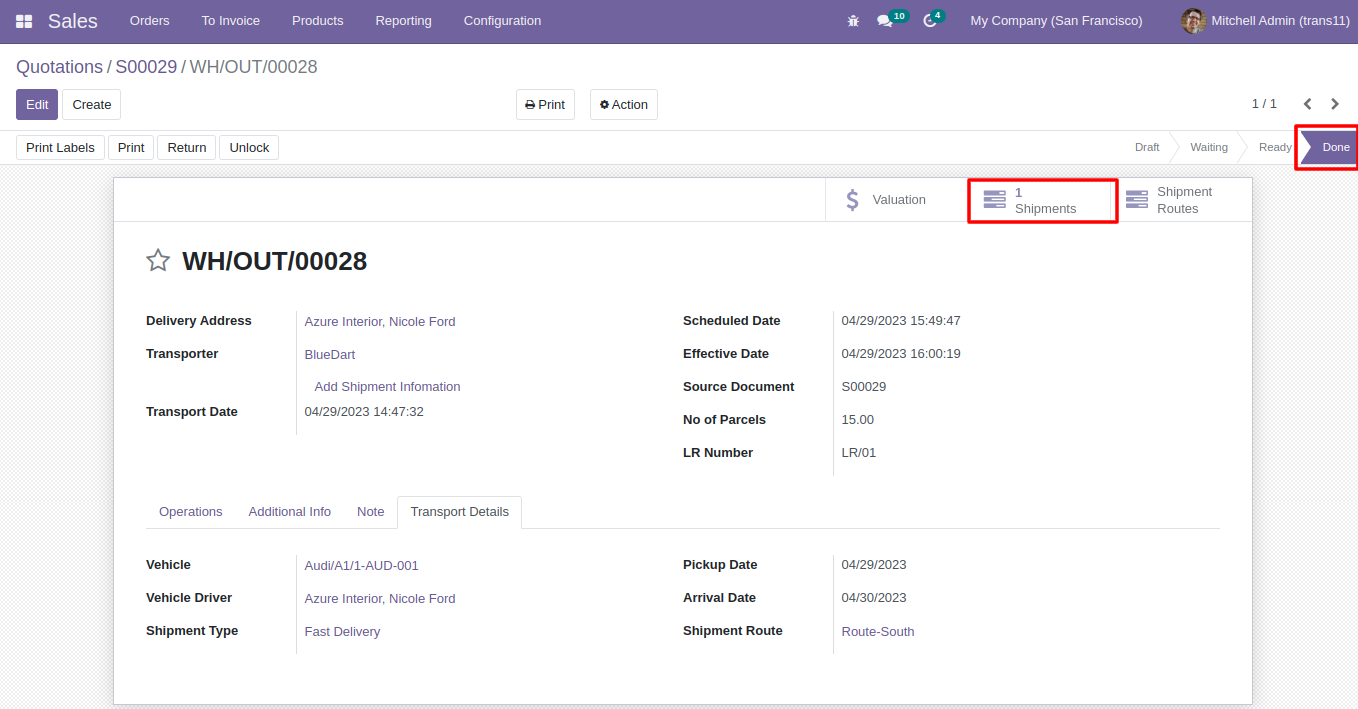 Sales Orders To Invoice Products Reporting Configuration 10 4 My Company (San Francisco) Mitchell Admin (trans11)
Quotations / S00029 / WH/OUT/00028
Edit Create Print Action 1 / 1
Print Labels Print Return Unlock Draft Waiting Ready Done
Valuation 1 Shipments Shipment Routes
WH/OUT/00028
Delivery Address Azure Interior, Nicole Ford Scheduled Date 04/29/2023 15:49:47
Transporter BlueDart Effective Date 04/29/2023 16:00:19
Add Shipment Infomation Source Document S00029
Transport Date 04/29/2023 14:47:32 No of Parcels 15.00
LR Number LR/01
Operations Additional Info Note Transport Details
Vehicle Audi/A1/1-AUD-001 Pickup Date 04/29/2023
Vehicle Driver Azure Interior, Nicole Ford Arrival Date 04/30/2023
Shipment Type Fast Delivery Shipment Route Route-South